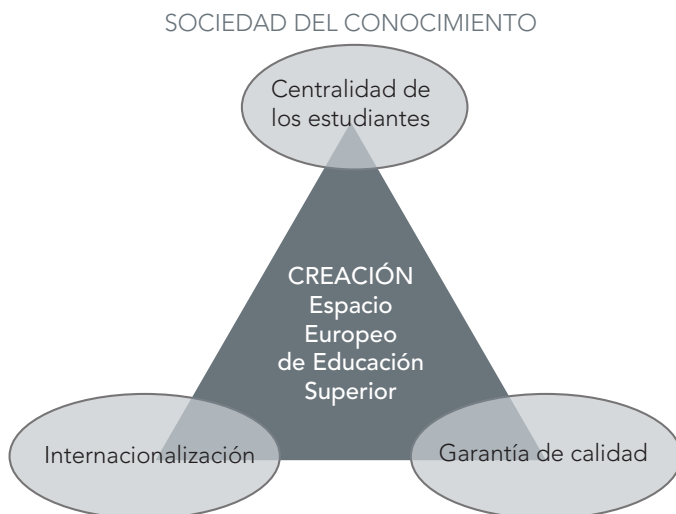 SOCIEDAD DEL CONOCIMIENTO
Centralidad de
los estudiantes
CREACIÓN
Espacio
Europeo
de Educación
Superior
Internacionalización
Garantía de calidad